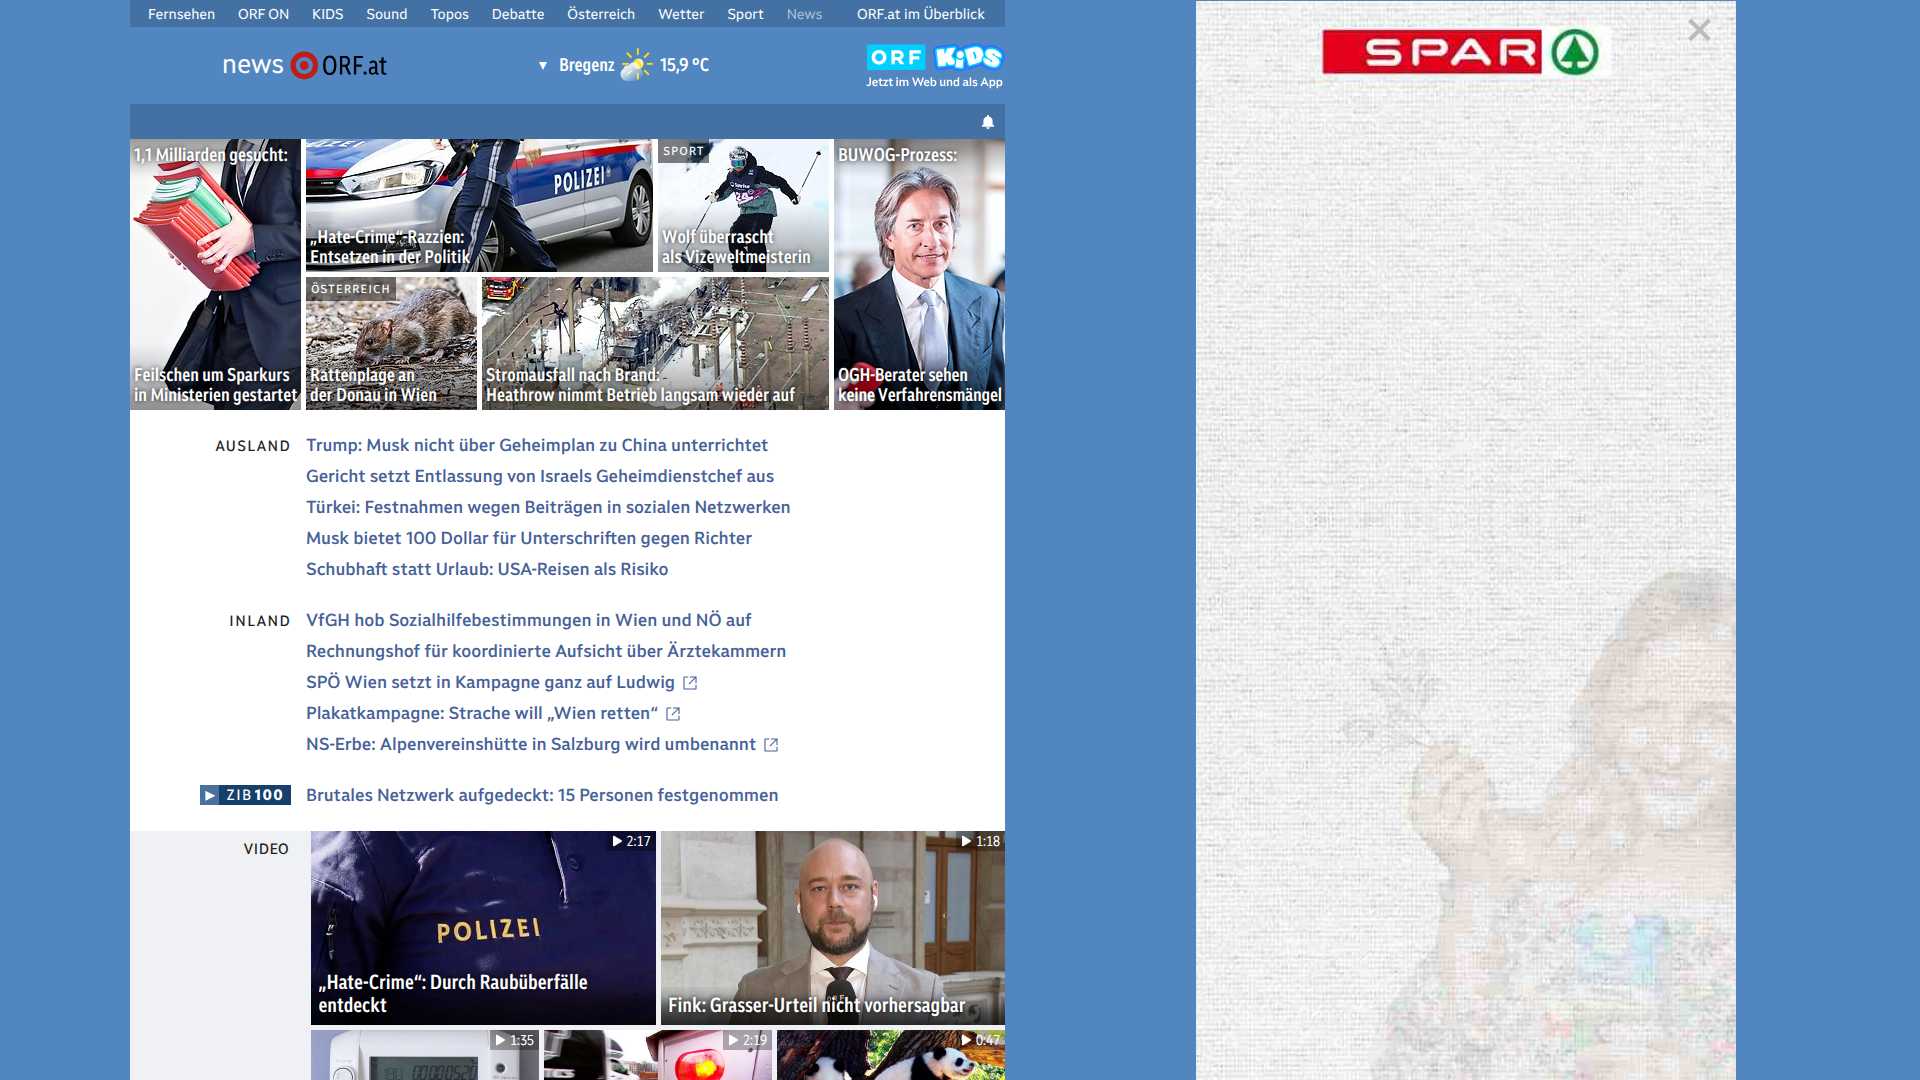 Fernsehen ORF ON KIDS Sound Topos Debatte Österreich Wetter Sport News ORF.at im Überblick
news ORF.at
▼ Bregenz 15,9 °C
ORF KiDS
Jetzt im Web und als App
SPAR
1,1 Milliarden gesucht:
Feilschen um Sparkurs
in Ministerien gestartet
POLIZEI
„Hate-Crime“-Razzien:
Entsetzen in der Politik
SPORT
Wolf überrascht
als Vizeweltmeisterin
BUWOG-Prozess:
OGH-Berater sehen
keine Verfahrensmängel
ÖSTERREICH
Rattenplage an
der Donau in Wien
Stromausfall nach Brand:
Heathrow nimmt Betrieb langsam wieder auf
AUSLAND
Trump: Musk nicht über Geheimplan zu China unterrichtet
Gericht setzt Entlassung von Israels Geheimdienstchef aus
Türkei: Festnahmen wegen Beiträgen in sozialen Netzwerken
Musk bietet 100 Dollar für Unterschriften gegen Richter
Schubhaft statt Urlaub: USA-Reisen als Risiko
INLAND
VfGH hob Sozialhilfebestimmungen in Wien und NÖ auf
Rechnungshof für koordinierte Aufsicht über Ärztekammern
SPÖ Wien setzt in Kampagne ganz auf Ludwig
Plakatkampagne: Strache will „Wien retten“
NS-Erbe: Alpenvereinshütte in Salzburg wird umbenannt
ZIB100
Brutales Netzwerk aufgedeckt: 15 Personen festgenommen
VIDEO
2:17
POLIZEI
„Hate-Crime“: Durch Raubüberfälle
entdeckt
1:18
Fink: Grasser-Urteil nicht vorhersagbar
1:35
2:19
0:47